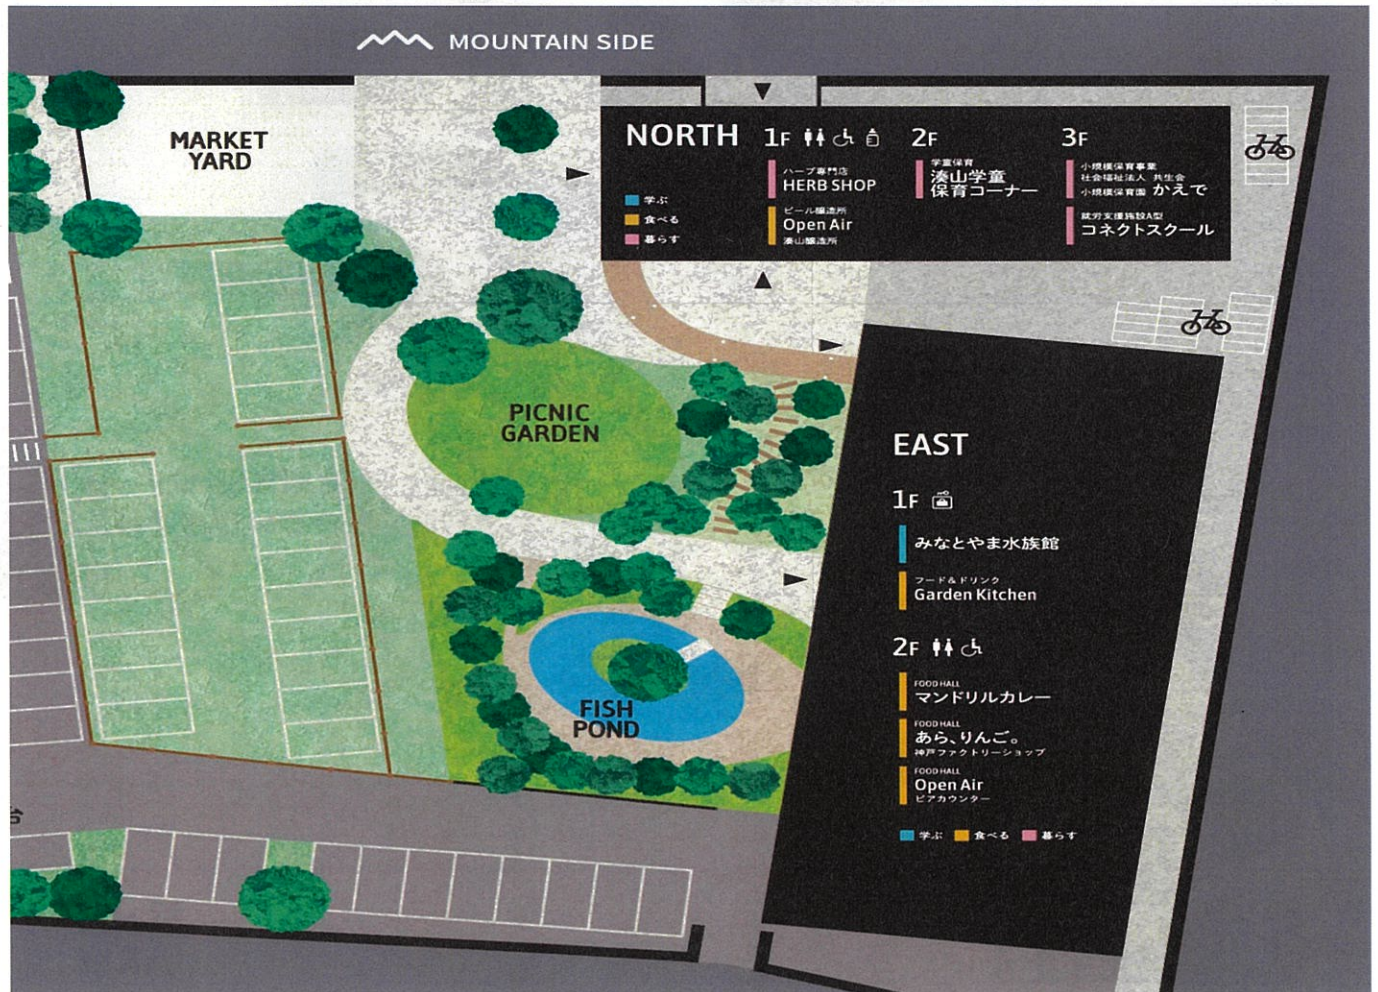 MOUNTAIN SIDE
MARKET
YARD
NORTH
学ぶ
食べる
暮らす
1F
ハーブ専門店
HERB SHOP
ビール醸造所
Open Air
湊山醸造所
2F
学童保育
湊山学童
保育コーナー
3F
小規模保育事業
社会福祉法人 共生会
小規模保育園 かえで
就労支援施設A型
コネクトスクール
PICNIC
GARDEN
FISH
POND
EAST
1F
みなとやま水族館
フード&ドリンク
Garden Kitchen
2F
FOOD HALL
マンドリルカレー
FOOD HALL
あら、りんご。
神戸ファクトリーショップ
FOOD HALL
Open Air
ビアカウンター
学ぶ 食べる 暮らす